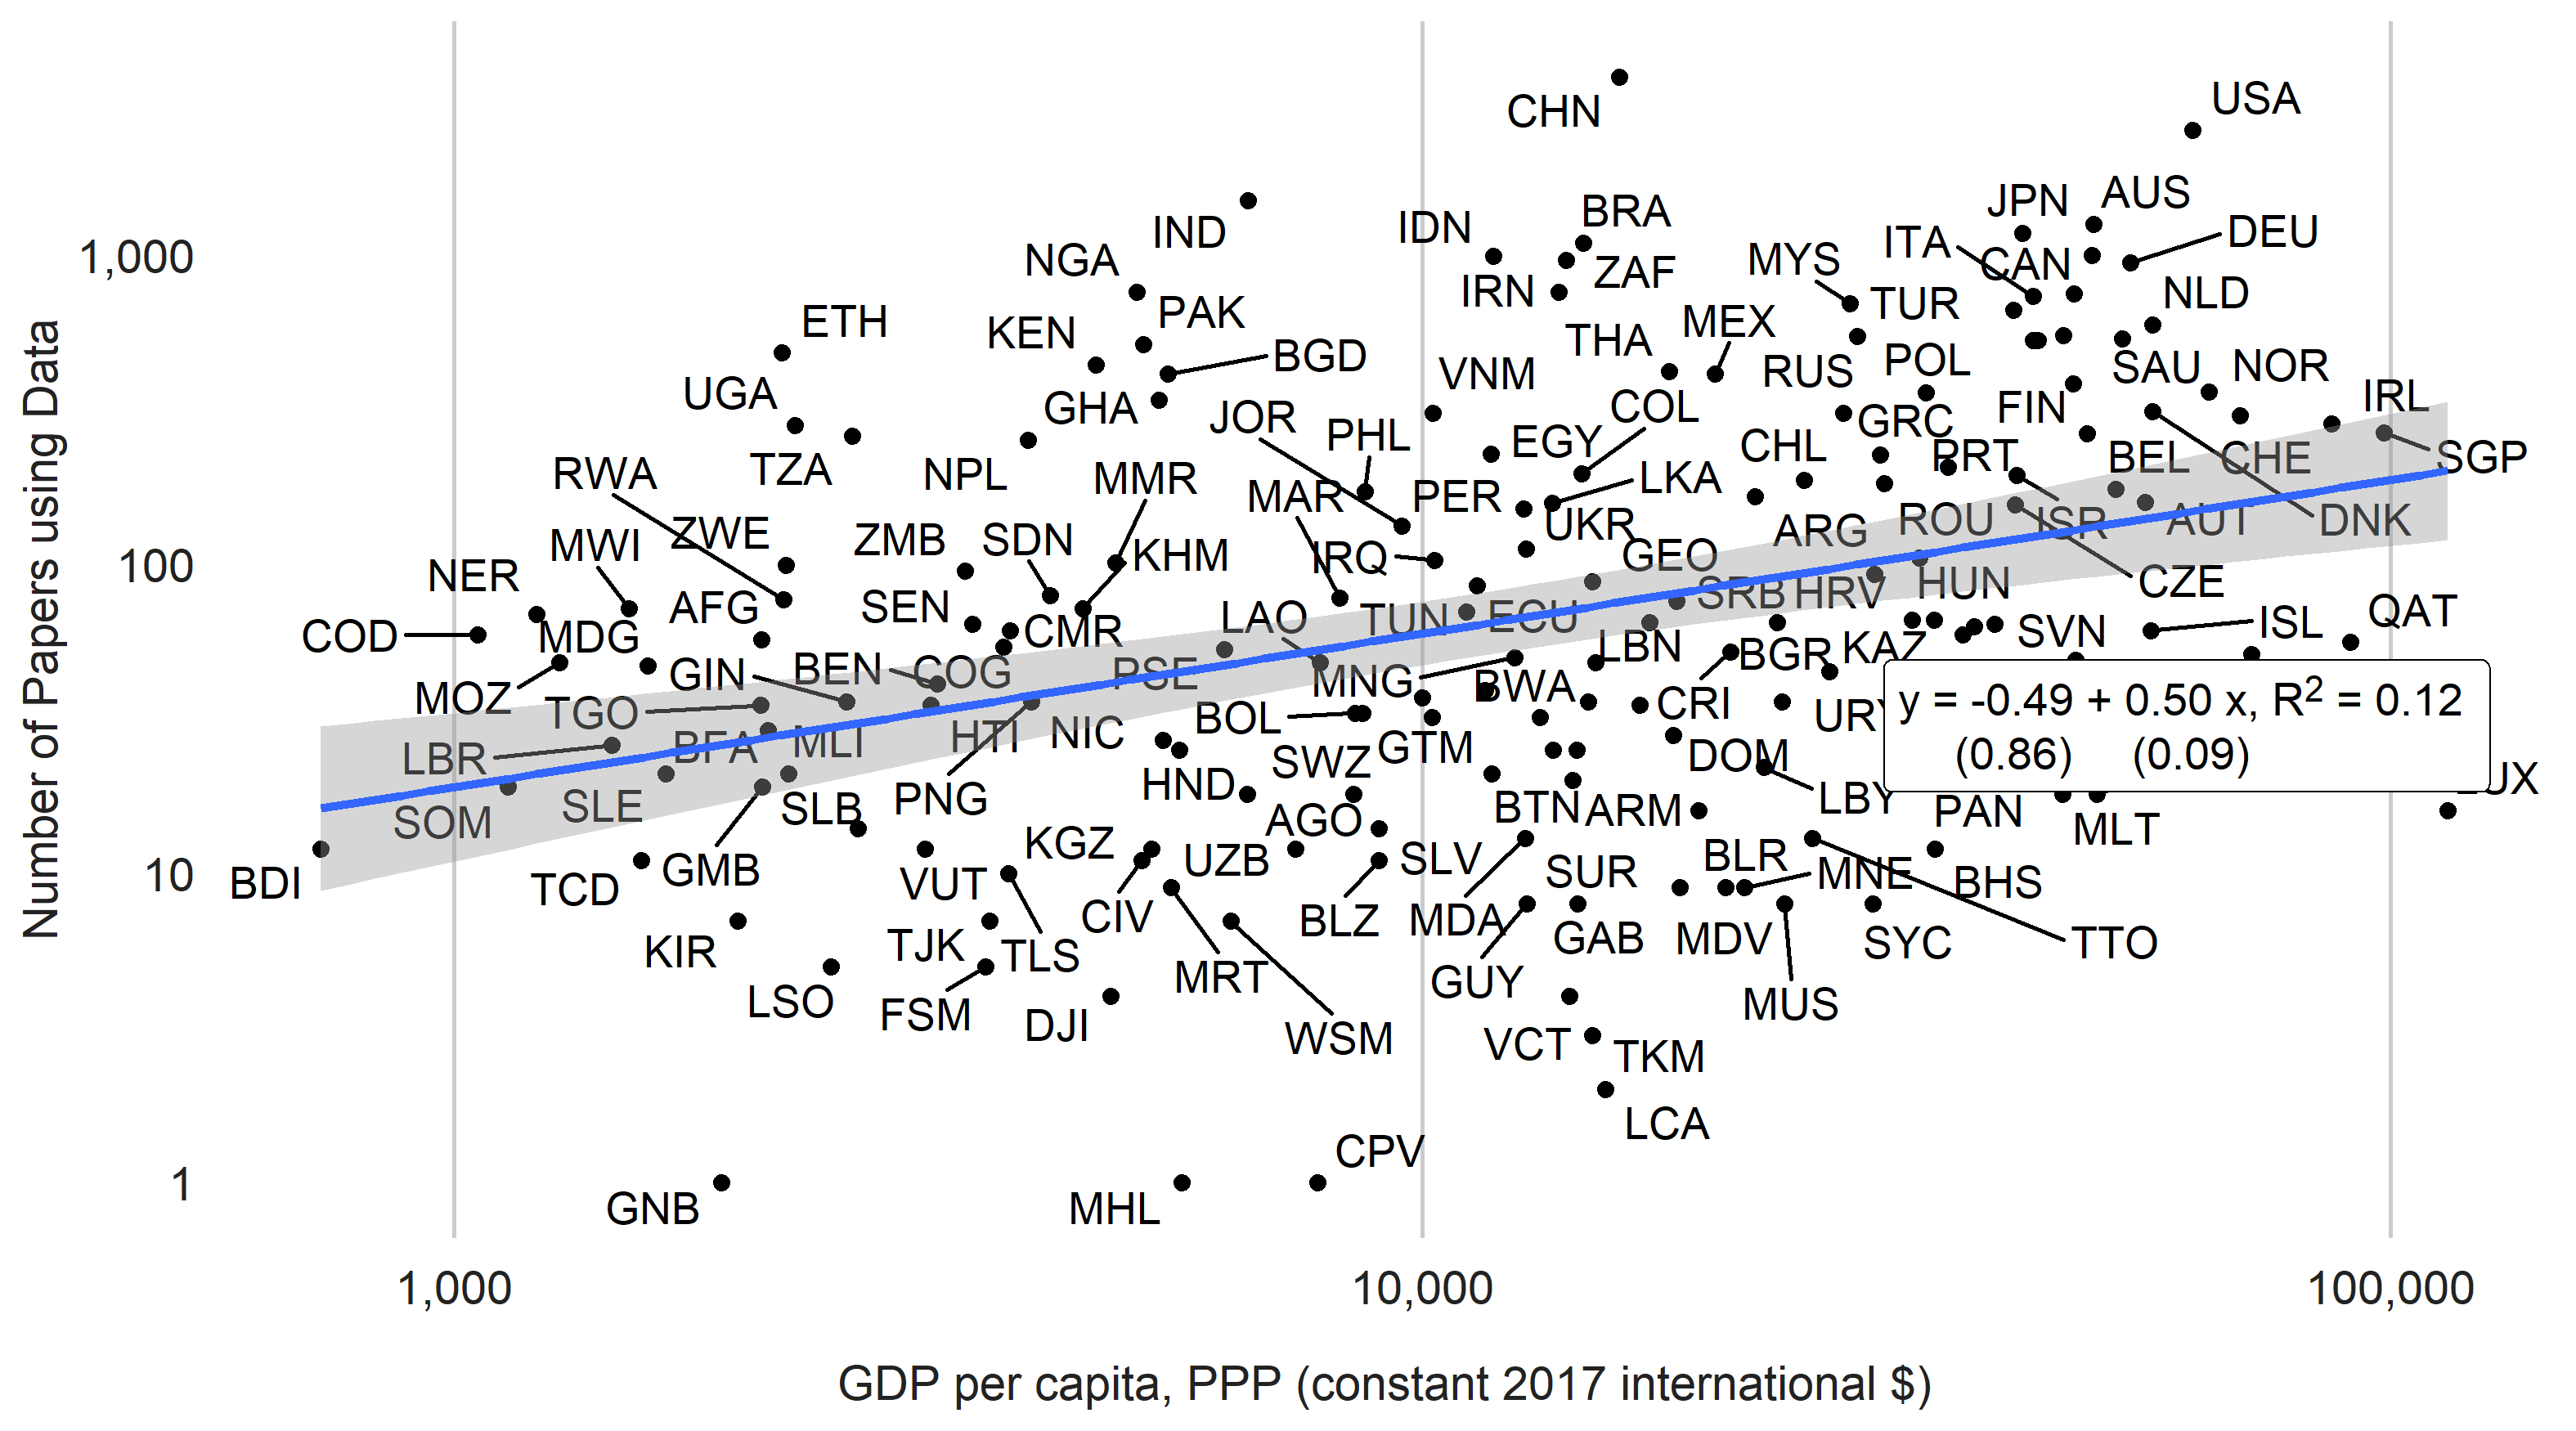 CHN
USA
JPN
AUS
IND
IDN
BRA
ITA
DEU
1,000
NGA
CAN
MYS
ZAF
IRN
NLD
ETH
KEN
PAK
TUR
MEX
THA
BGD
VNM
RUS
POL
SAU
NOR
UGA
GHA
JOR
COL
FIN
IRL
PHL
EGY
GRC
CHL
TZA
NPL
PRT
BEL
CHE
SGP
RWA
MMR
MAR
PER
LKA
ZWE
ZMB
SDN
UKR
ARG
ROU
ISR
AUT
DNK
MWI
KHM
IRQ
GEO
100
NER
AFG
SEN
TUN
ECU
SRB
HRV
HUN
CZE
COD
MDG
CMR
LAO
LBN
BGR
KAZ
SVN
ISL
QAT
MOZ
GIN
BEN
COG
PSE
MNG
BWA
CRI
URY
TGO
BOL
y = -0.49 + 0.50 x, R2 = 0.12
(0.86) (0.09)
LBR
BFA
MLI
HTI
NIC
GTM
SWZ
DOM
HND
LBY
UX
SOM
SLE
SLB
PNG
AGO
BTN
ARM
PAN
MLT
10
BDI
TCD
GMB
VUT
KGZ
UZB
SLV
SUR
BLR
MNE
BHS
CIV
BLZ
MDA
GAB
MDV
SYC
TTO
KIR
TJK
TLS
MRT
GUY
MUS
LSO
FSM
DJI
WSM
VCT
TKM
LCA
CPV
1
GNB
MHL
1,000
10,000
100,000
GDP per capita, PPP (constant 2017 international $)
Number of Papers using Data